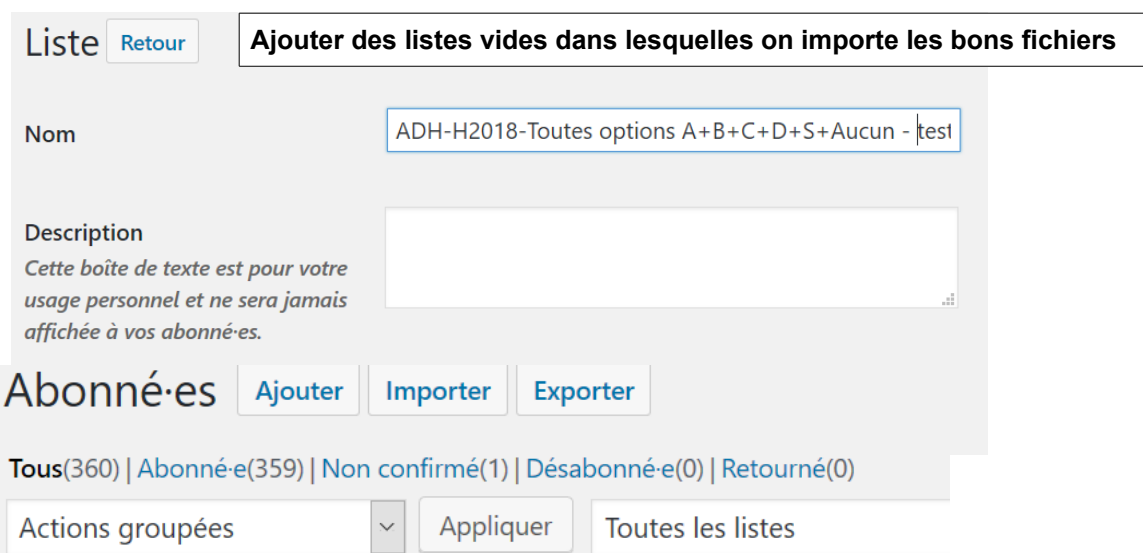 Liste Retour Ajouter des listes vides dans lesquelles on importe les bons fichiers
Nom ADH-H2018-Toutes options A+B+C+D+S+Aucun - test
Description
Cette boîte de texte est pour votre
usage personnel et ne sera jamais
affichée à vos abonné·es.
Abonné·es Ajouter Importer Exporter
Tous(360) | Abonné·e(359) | Non confirmé(1) | Désabonné·e(0) | Retourné(0)
Actions groupées Appliquer Toutes les listes